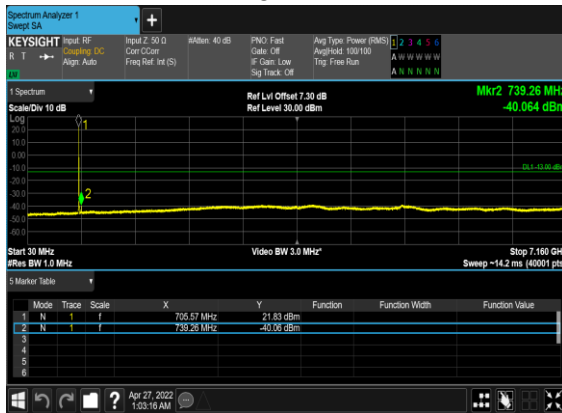 Spectrum Analyzer 1
Swept SA
KEYSIGHT Input: RF Input Z: 50 Ω #Atten: 40 dB PNO: Fast Avg Type: Power (RMS) 1 2 3 4 5 6
R T Coupling: DC Corr CCorr Gate: Off Avg|Hold: 100/100 A W W W W W
Align: Auto Freq Ref: Int (S) IF Gain: Low Trig: Free Run
Sig Track: Off A N N N N N
1 Spectrum Ref Lvl Offset 7.30 dB Mkr2 739.26 MHz
Scale/Div 10 dB Ref Level 30.00 dBm -40.064 dBm
Log
1
20.0
10.0
0.00
-10.0
DL1 -13.00 dBm
-20.0
-30.0
2
-40.0
-50.0
-60.0
Start 30 MHz Video BW 3.0 MHz* Stop 7.160 GHz
#Res BW 1.0 MHz Sweep ~14.2 ms (40001 pts)
5 Marker Table
Mode Trace Scale X Y Function Function Width Function Value
1 N 1 f 705.57 MHz 21.83 dBm
2 N 1 f 739.26 MHz -40.06 dBm
3
4
5
6
? Apr 27, 2022
1:03:16 AM